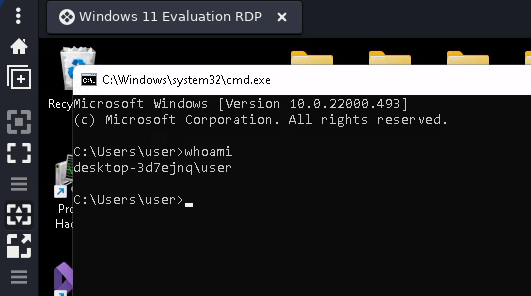 Windows 11 Evaluation RDP
C:\Windows\system32\cmd.exe
Recy
Microsoft Windows [Version 10.0.22000.493]
(c) Microsoft Corporation. All rights reserved.
C:\Users\user>whoami
desktop-3d7ejnq\user
C:\Users\user>
Pro
Ha